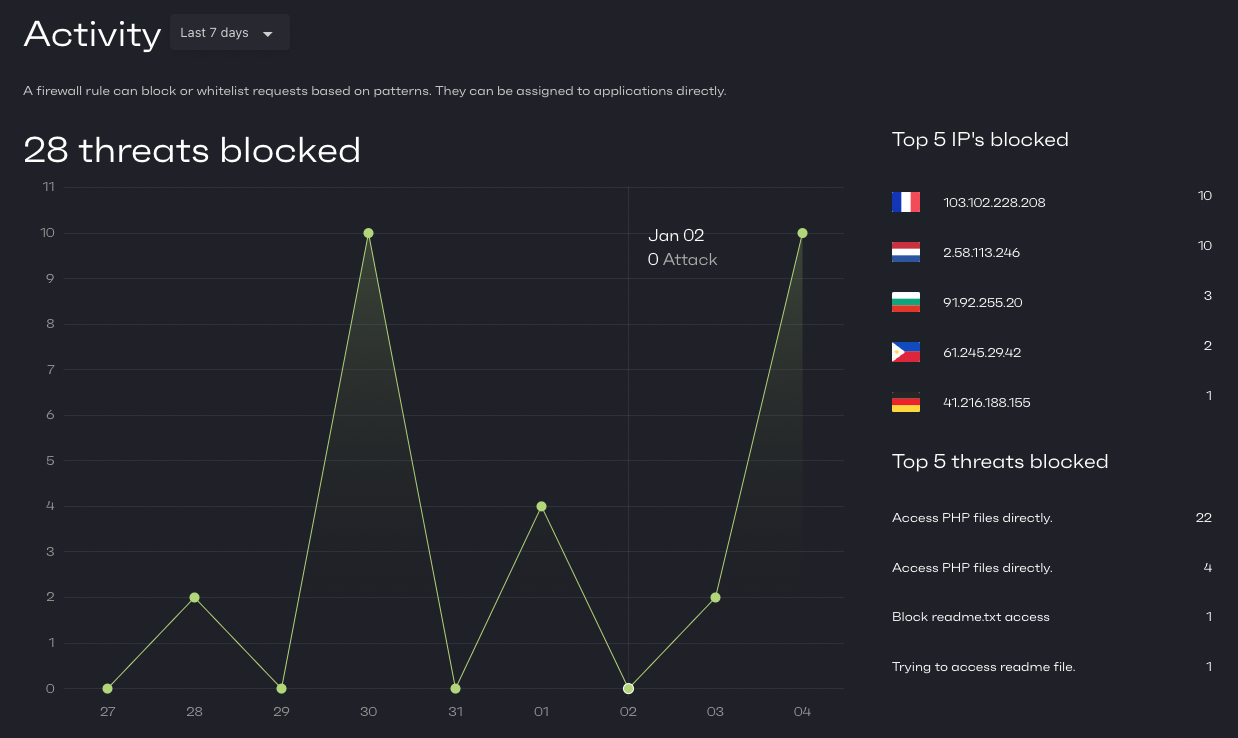 Activity
Last 7 days
A firewall rule can block or whitelist requests based on patterns. They can be assigned to applications directly.
28 threats blocked
11
10
9
8
7
6
5
4
3
2
1
0
Jan 02
0 Attack
27 28 29 30 31 01 02 03 04
Top 5 IP's blocked
103.102.228.208 10
2.58.113.246 10
91.92.255.20 3
61.245.29.42 2
41.216.188.155 1
Top 5 threats blocked
Access PHP files directly. 22
Access PHP files directly. 4
Block readme.txt access 1
Trying to access readme file. 1